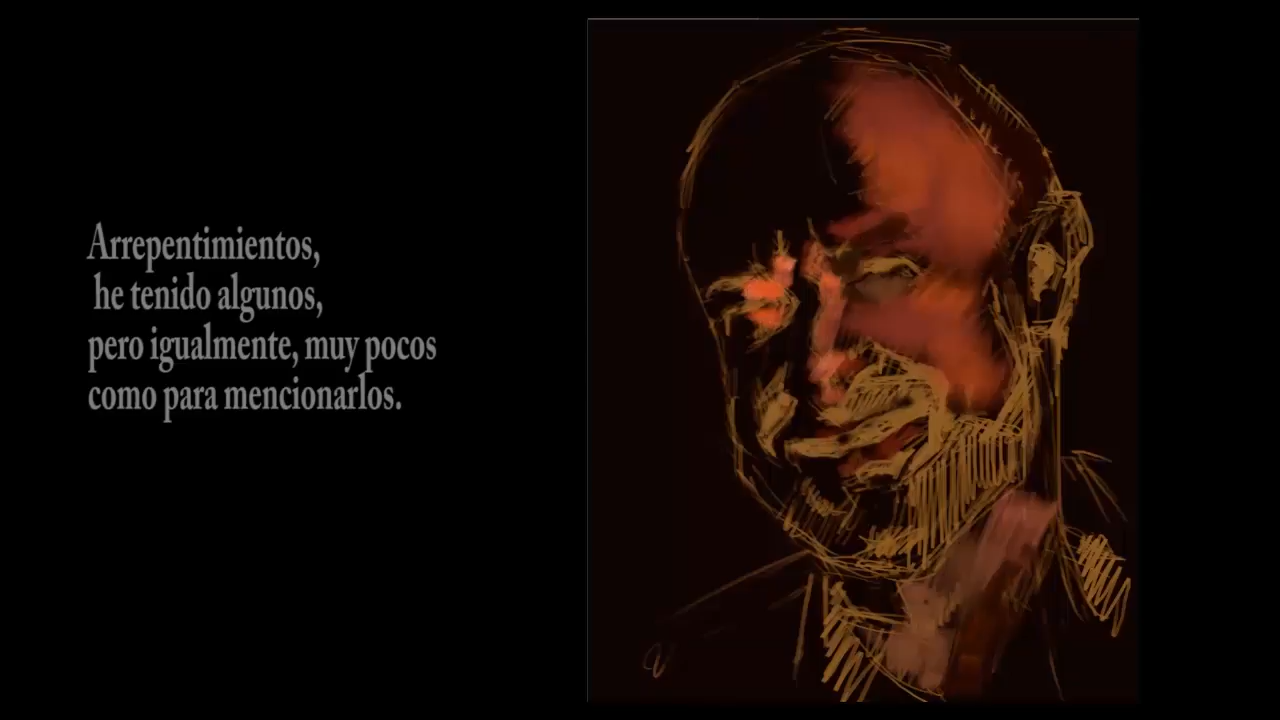 Arrepentimientos,
he tenido algunos,
pero igualmente, muy pocos
como para mencionarlos.